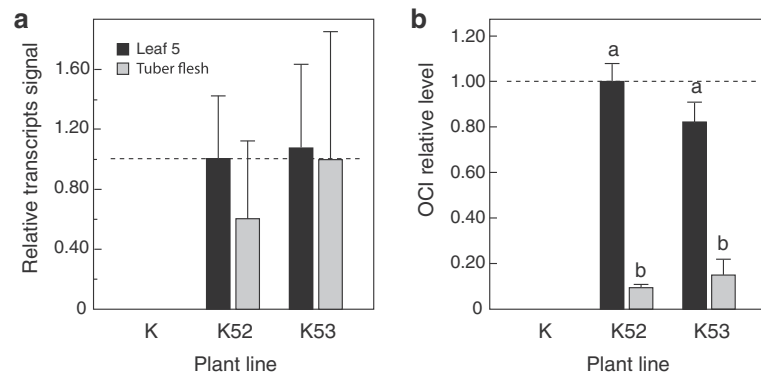 a
Relative transcripts signal
1.60
1.20
0.80
0.40
0
Leaf 5
Tuber flesh
K
K52
K53
Plant line
b
OCI relative level
1.20
1.00
0.80
0.60
0.40
0.20
0
a
b
a
b
K
K52
K53
Plant line